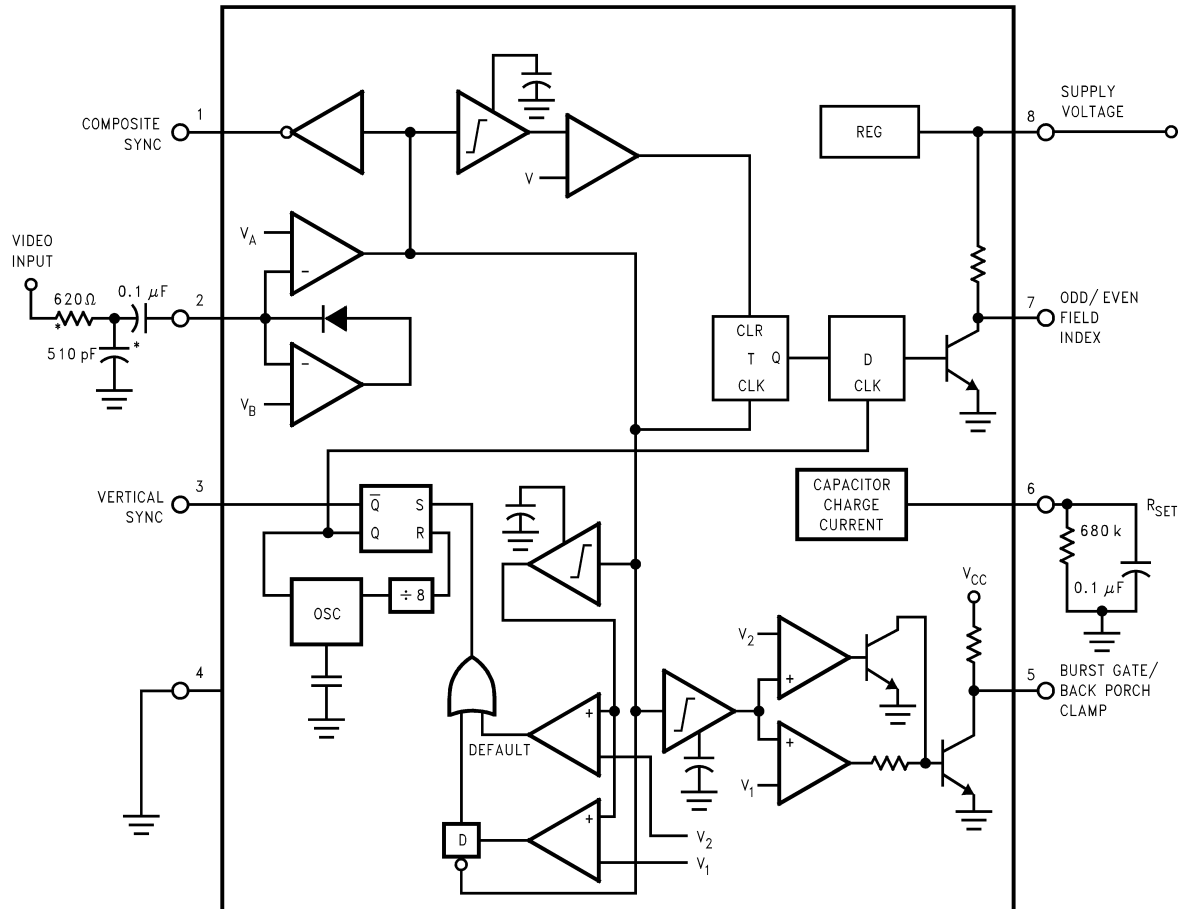 COMPOSITE
SYNC
1
V
REG
8
SUPPLY
VOLTAGE
VIDEO
INPUT
620Ω
*
0.1 μF
*
510 pF
2
V_A
−
−
V_B
CLR
T Q
CLK
D
CLK
7
ODD/EVEN
FIELD
INDEX
VERTICAL
SYNC
3
Q̅ S
Q R
OSC
÷ 8
CAPACITOR
CHARGE
CURRENT
6
R_SET
680 k
0.1 μF
4
DEFAULT
+
+
D
V_2
V_1
V_2
+
+
V_1
V_CC
5
BURST GATE/
BACK PORCH
CLAMP